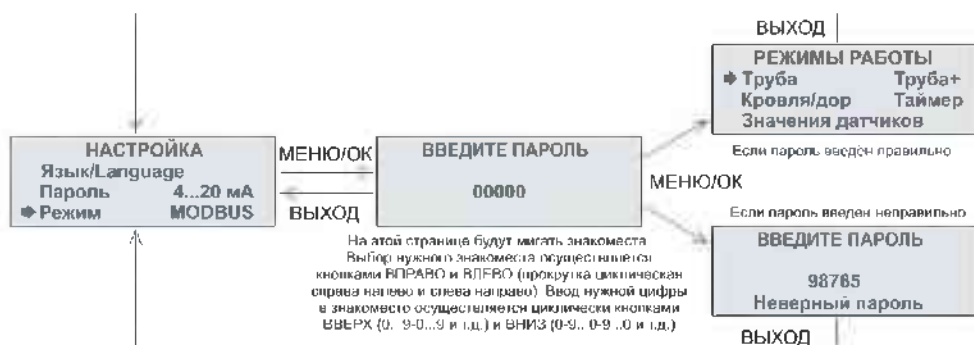 ВЫХОД
РЕЖИМЫ РАБОТЫ
Труба Труба+
Кровля/дор Таймер
Значения датчиков
Если пароль введен правильно
НАСТРОЙКА
Язык/Language
Пароль 4...20 мА
Режим MODBUS
МЕНЮ/ОК
ВЫХОД
ВВЕДИТЕ ПАРОЛЬ
00000
На этой странице будут мигать знакоместа
Выбор нужного знакоместа осуществляется
кнопками ВПРАВО и ВЛЕВО (прокрутка циклическая
справа налево и слева направо) Ввод нужной цифры
в знакоместо осуществляется циклически кнопками
ВВЕРХ (0.. 9-0...9 и т.д.) и ВНИЗ (0-9.. 0-9 ..0 и т.д.)
МЕНЮ/ОК
Если пароль введен неправильно
ВВЕДИТЕ ПАРОЛЬ
98765
Неверный пароль
ВЫХОД